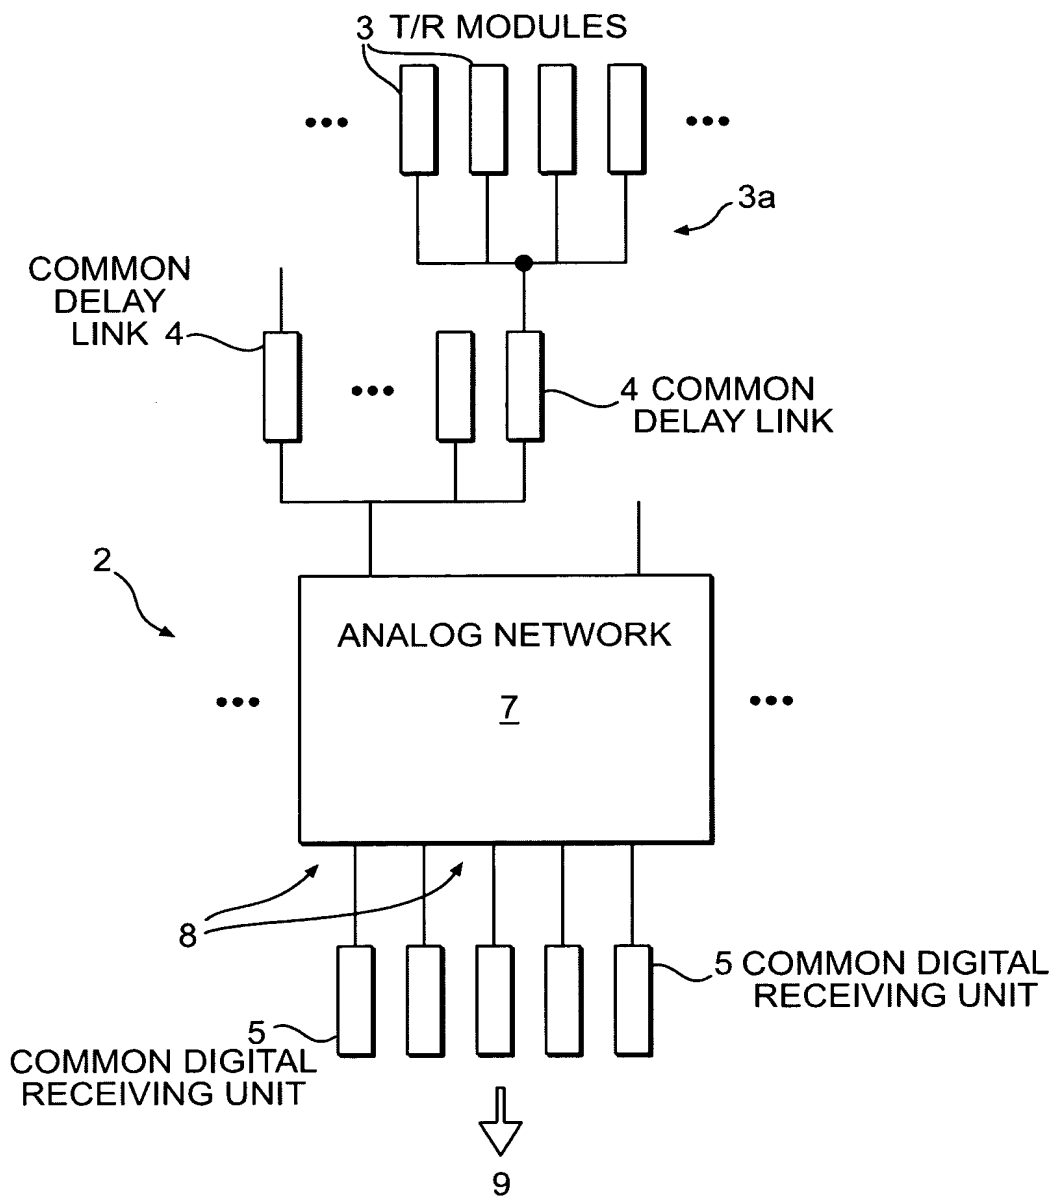 3 T/R MODULES
3a
COMMON
DELAY
LINK 4
4 COMMON
DELAY LINK
2
ANALOG NETWORK
7
8
5 COMMON DIGITAL
RECEIVING UNIT
5
COMMON DIGITAL
RECEIVING UNIT
9